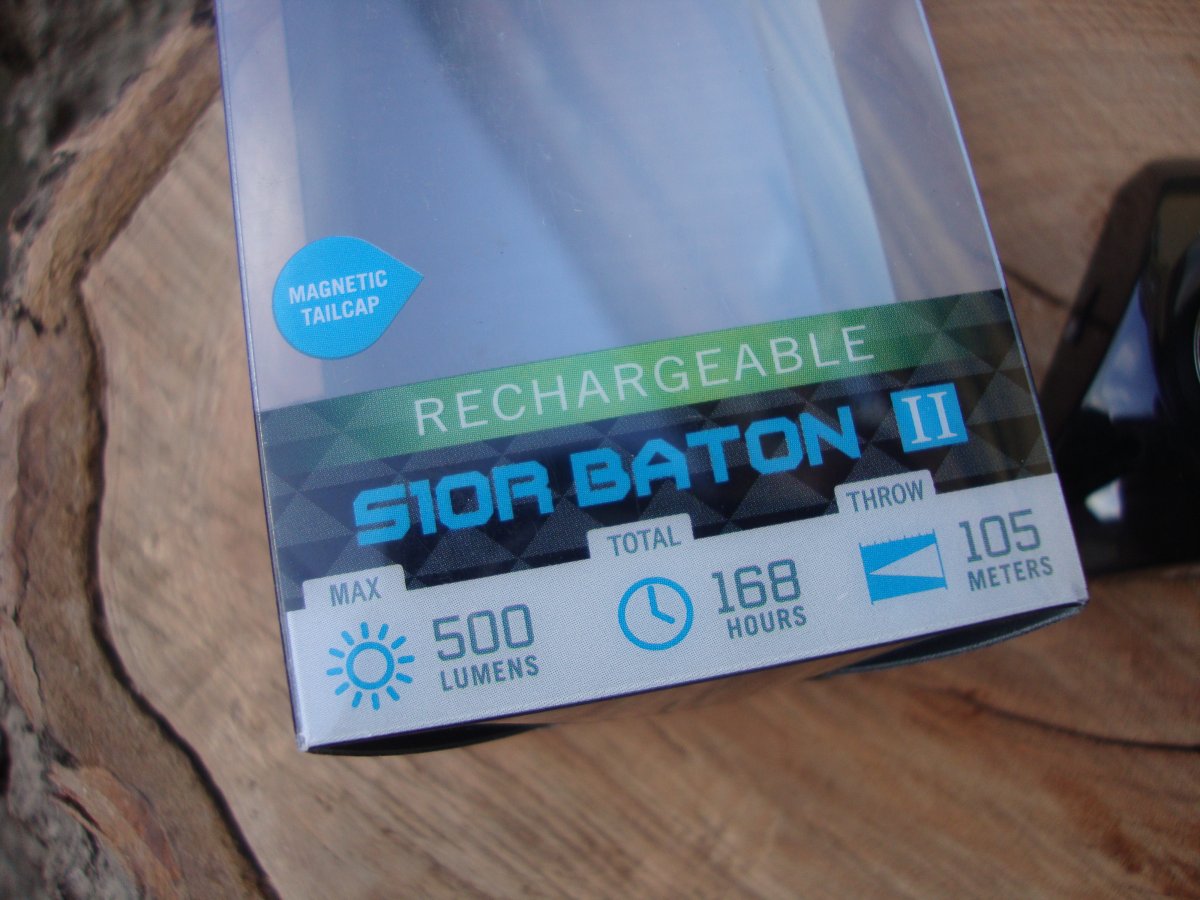 MAGNETIC
TAILCAP
RECHARGEABLE
S10R BATON II
MAX
500
LUMENS
TOTAL
168
HOURS
THROW
105
METERS